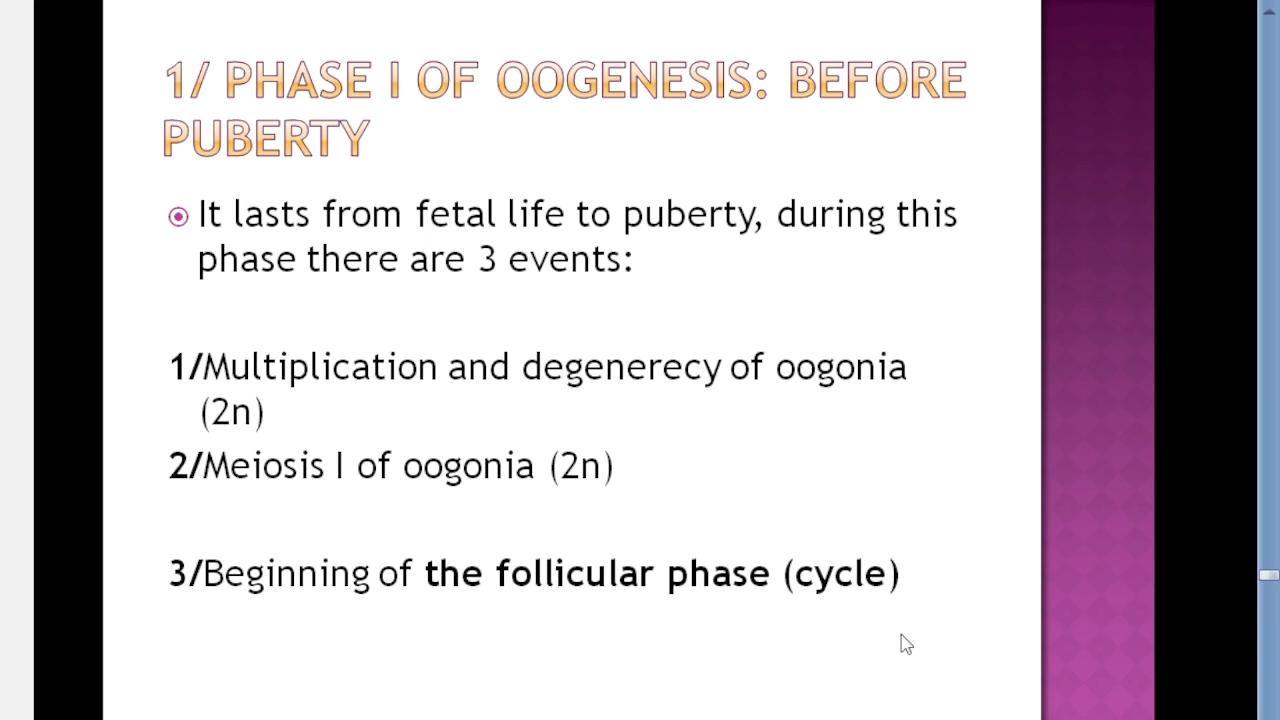 1/ PHASE I OF OOGENESIS: BEFORE
PUBERTY
It lasts from fetal life to puberty, during this
phase there are 3 events:
1/Multiplication and degenerecy of oogonia
(2n)
2/Meiosis I of oogonia (2n)
3/Beginning of the follicular phase (cycle)